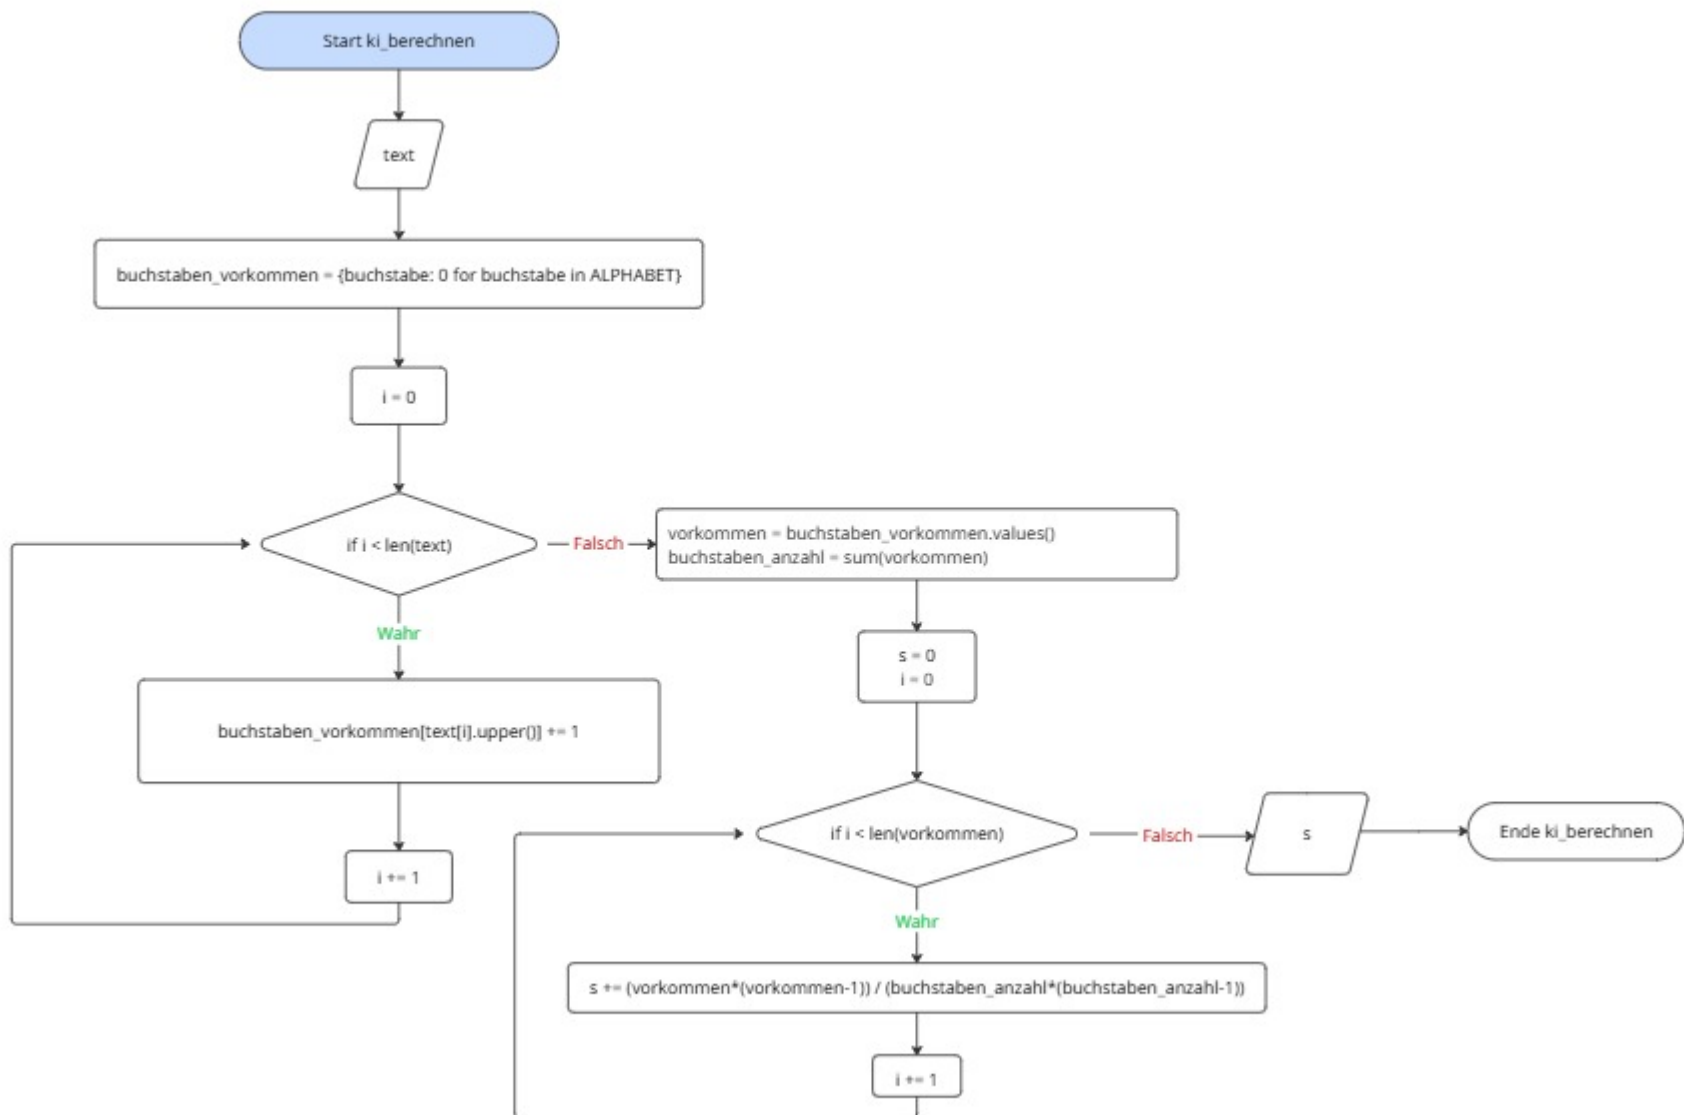 Start ki_berechnen
text
buchstaben_vorkommen = {buchstabe: 0 for buchstabe in ALPHABET}
i = 0
if i < len(text)
Falsch
Wahr
buchstaben_vorkommen[text[i].upper()] += 1
i += 1
vorkommen = buchstaben_vorkommen.values()
buchstaben_anzahl = sum(vorkommen)
s = 0
i = 0
if i < len(vorkommen)
Falsch
s
Ende ki_berechnen
Wahr
s += (vorkommen*(vorkommen-1)) / (buchstaben_anzahl*(buchstaben_anzahl-1))
i += 1